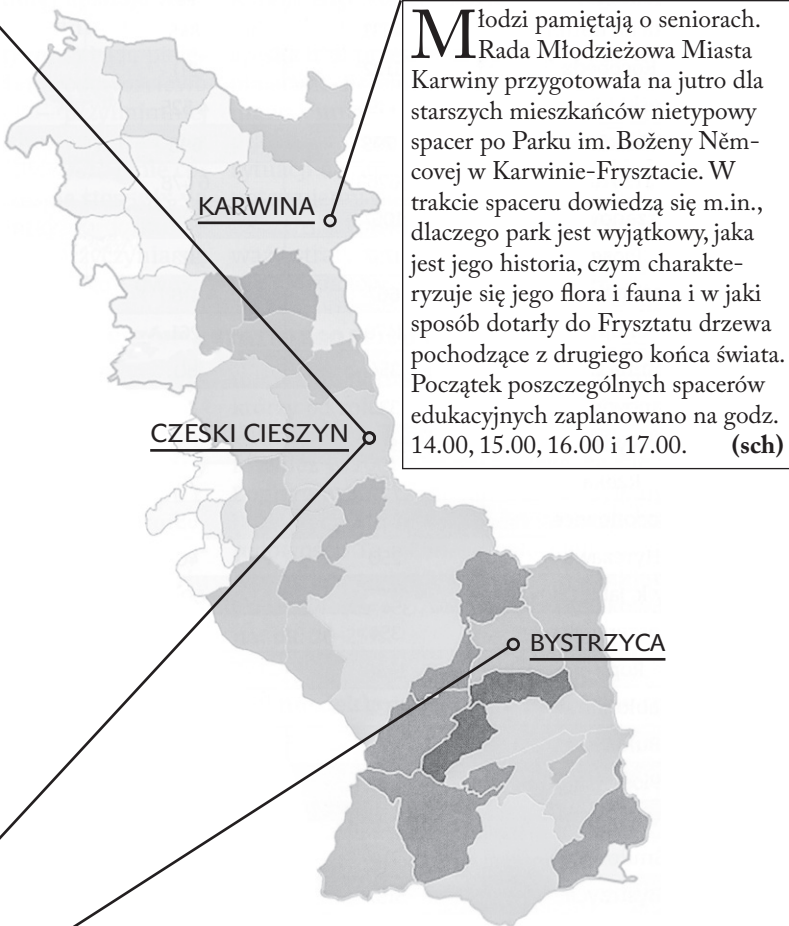 Młodzi pamiętają o seniorach.
Rada Młodzieżowa Miasta
Karwiny przygotowała na jutro dla
starszych mieszkańców nietypowy
spacer po Parku im. Boženy Něm-
covej w Karwinie-Frysztacie. W
trakcie spaceru dowiedzą się m.in.,
dlaczego park jest wyjątkowy, jaka
jest jego historia, czym charakte-
ryzuje się jego flora i fauna i w jaki
sposób dotarły do Frysztatu drzewa
pochodzące z drugiego końca świata.
Początek poszczególnych spacerów
edukacyjnych zaplanowano na godz.
14.00, 15.00, 16.00 i 17.00. (sch)
KARWINA
CZESKI CIESZYN
BYSTRZYCA